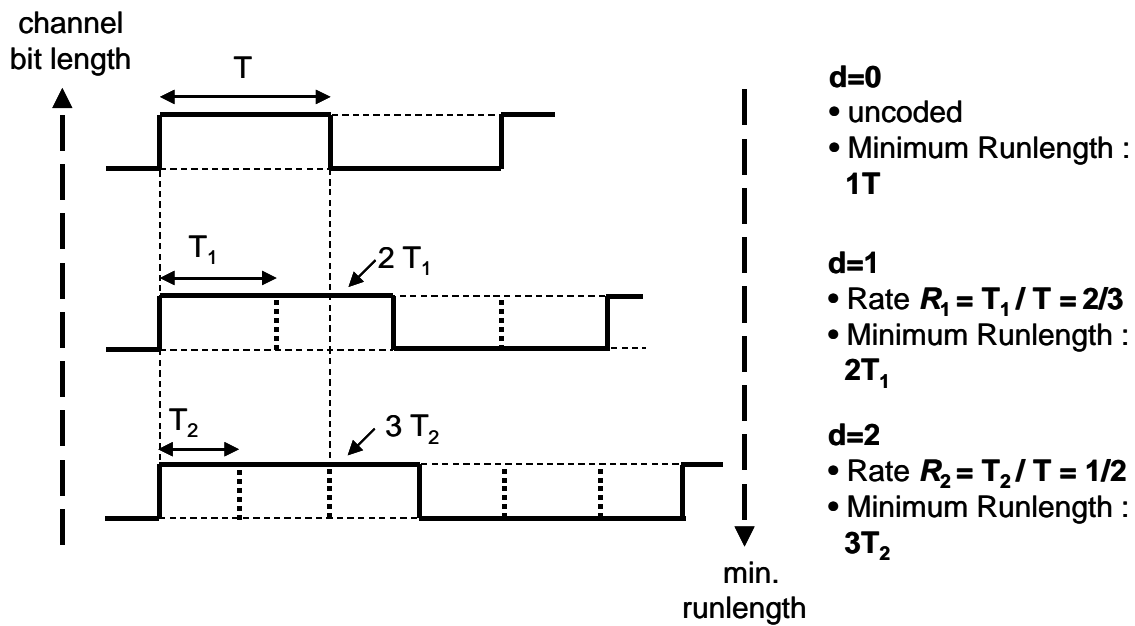 channel
bit length
T
d=0
• uncoded
• Minimum Runlength :
1T
T₁
2 T₁
d=1
• Rate R₁ = T₁ / T = 2/3
• Minimum Runlength :
2T₁
T₂
3 T₂
d=2
• Rate R₂ = T₂ / T = 1/2
• Minimum Runlength :
3T₂
min.
runlength